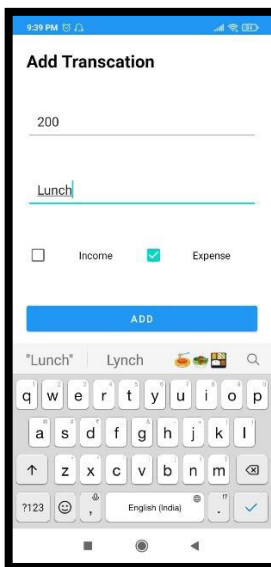 9:39 PM
Add Transcation
200
Lunch
Income Expense
ADD
"Lunch" Lynch
q w e r t y u i o p
a s d f g h j k l
z x c v b n m
?123 , English (India) .